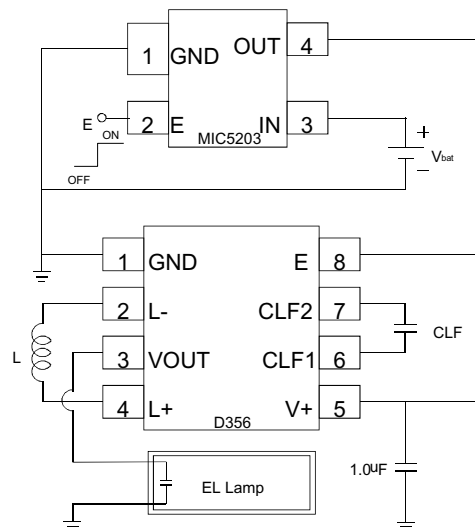 1 GND OUT 4
E 2 E IN 3
ON
OFF
MIC5203
+
Vbat
−
1 GND E 8
2 L- CLF2 7
CLF
L
3 VOUT CLF1 6
4 L+ V+ 5
D356
1.0uF
EL Lamp